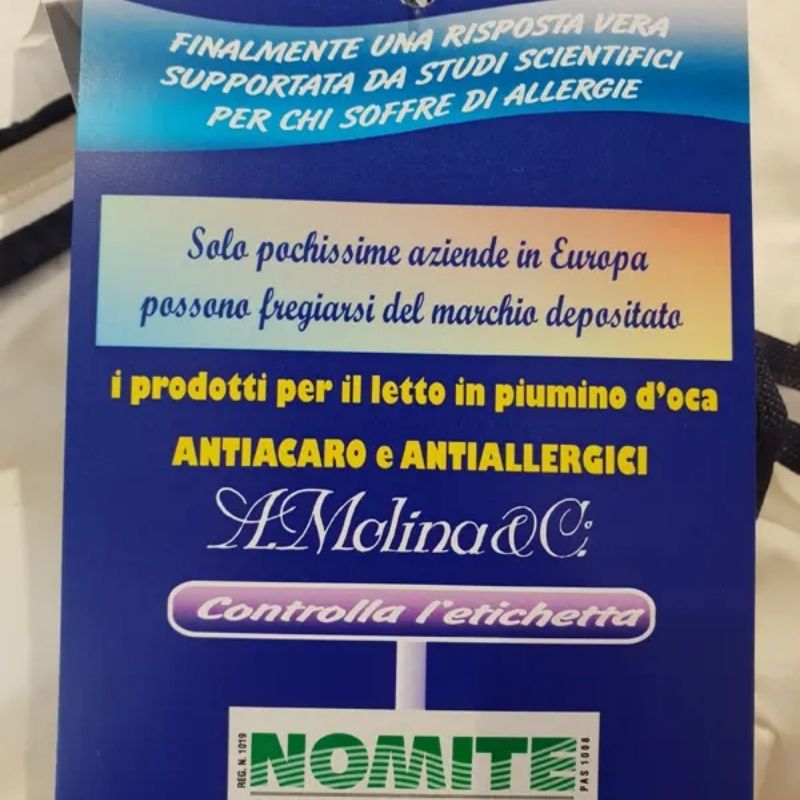 FINALMENTE UNA RISPOSTA VERA
SUPPORTATA DA STUDI SCIENTIFICI
PER CHI SOFFRE DI ALLERGIE
Solo pochissime aziende in Europa
possono fregiarsi del marchio depositato
i prodotti per il letto in piumino d'oca
ANTIACARO e ANTIALLERGICI
A.Molina&C.
Controlla l'etichetta
REG. N. 1019
NOMITE
PAS 1008